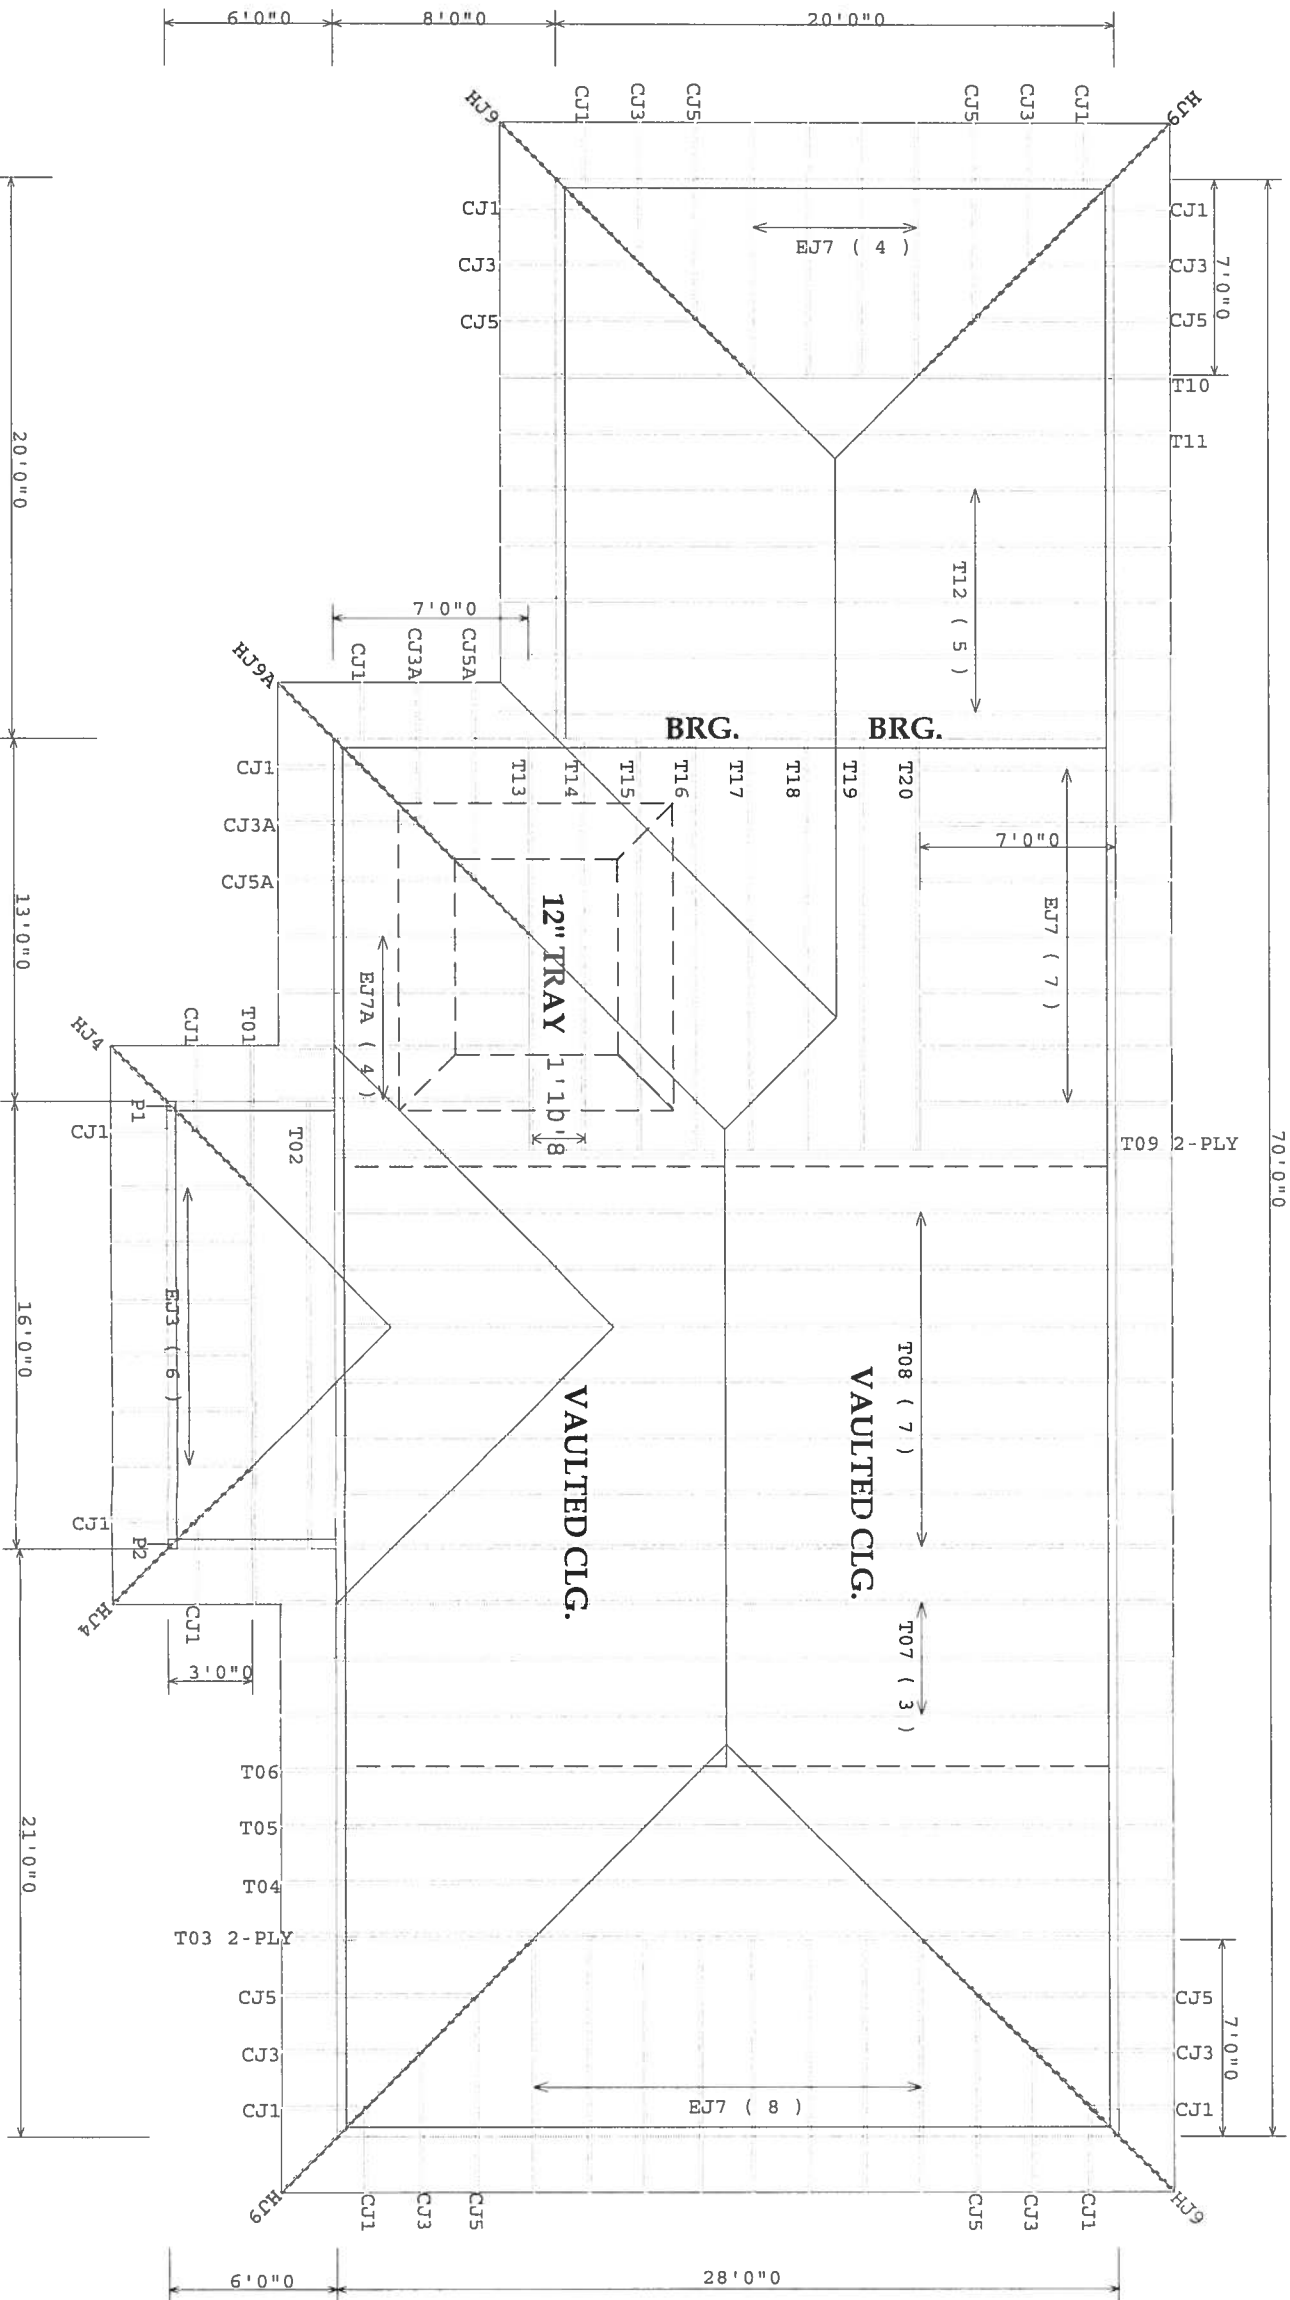 6'0"0
8'0"0
20'0"0
HJ9
CJ1
CJ3
CJ5
CJ5
CJ3
CJ1
HJ9
CJ1
CJ3
CJ5
EJ7 ( 4 )
CJ1
CJ3
CJ5
7'0"0
T10
T11
20'0"0
T12 ( 5 )
7'0"0
HJ9A
CJ1
CJ3A
CJ5A
BRG.
BRG.
CJ1
CJ3A
CJ5A
T13
T14
T15
T16
T17
T18
T19
T20
7'0"0
EJ7 ( 7 )
13'0"0
12" TRAY
EJ7A ( 4 )
1'10"8
HJ4
CJ1
T01
P1
CJ1
T02
T09 2-PLY
70'0"0
16'0"0
EJ3 ( 6 )
T08 ( 7 )
VAULTED CLG.
VAULTED CLG.
CJ1
P2
HJ4
CJ1
3'0"0
T07 ( 3 )
T06
T05
T04
T03 2-PLY
21'0"0
CJ5
CJ3
CJ1
EJ7 ( 8 )
CJ5
CJ3
CJ1
7'0"0
HJ9
CJ1
CJ3
CJ5
CJ5
CJ3
CJ1
HJ9
6'0"0
28'0"0